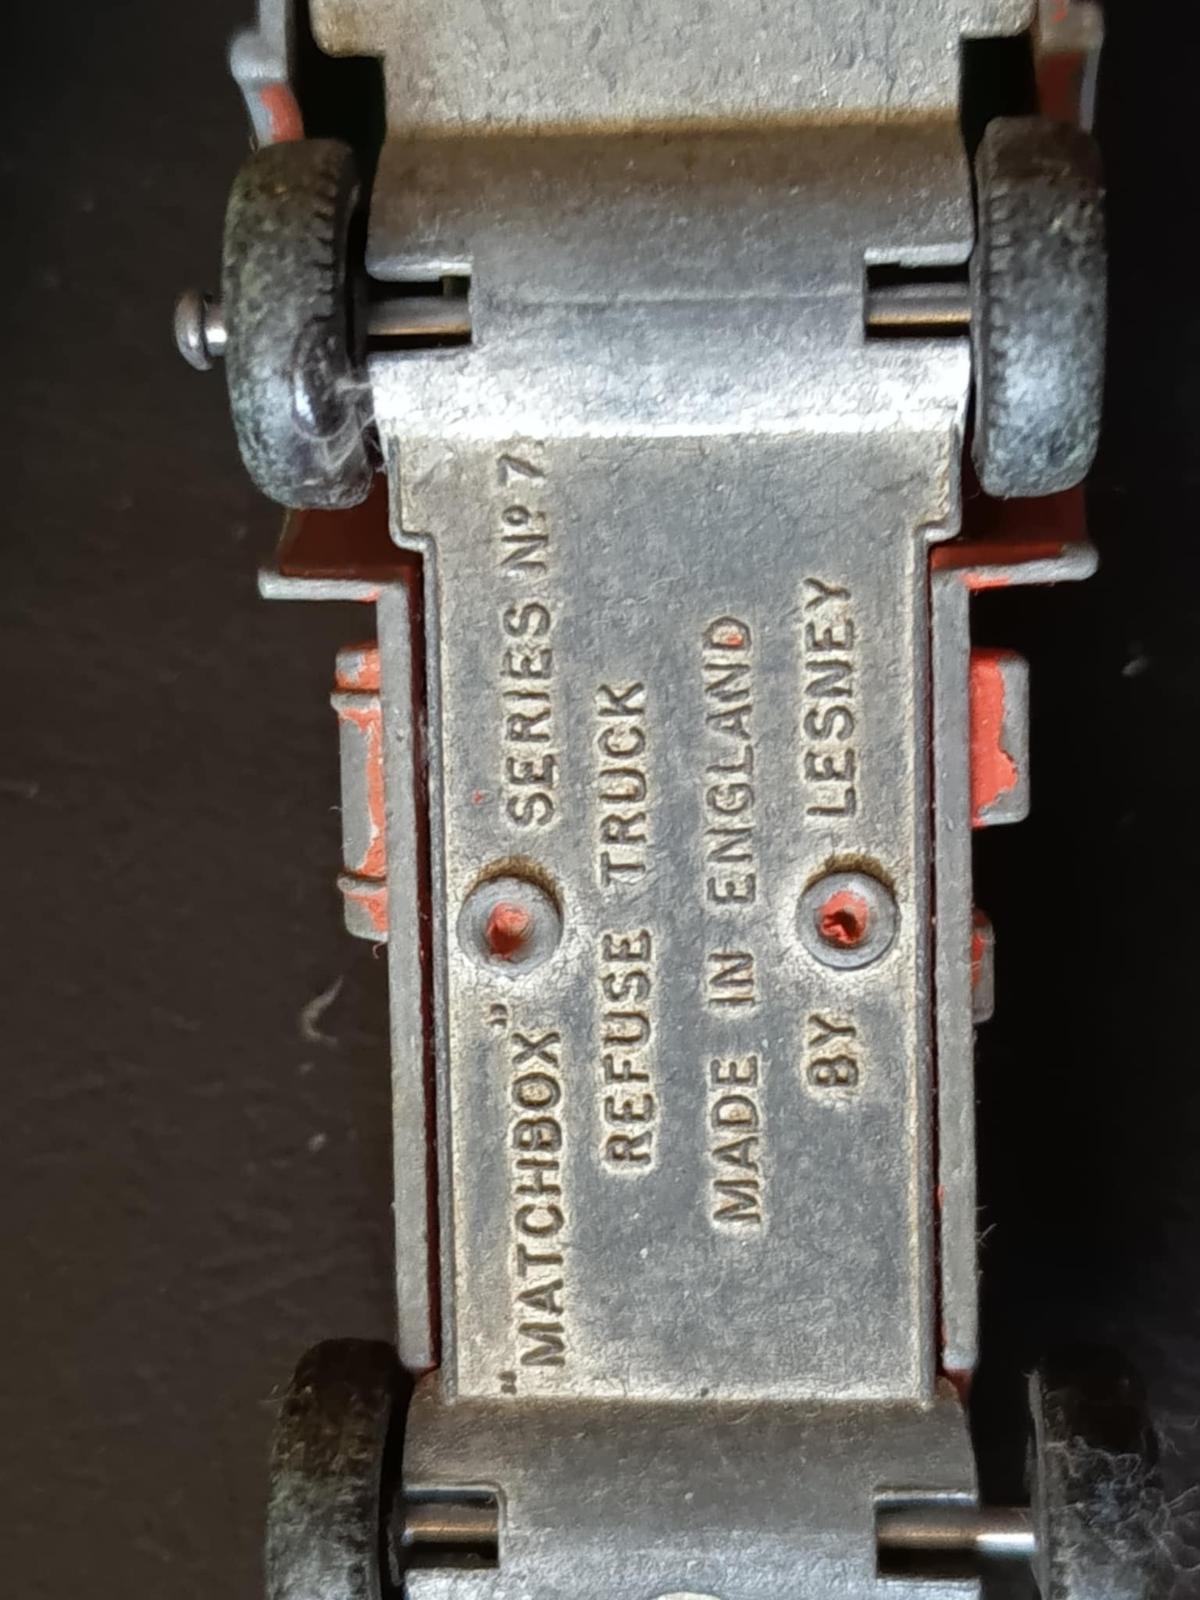 "MATCHBOX" SERIES Nº 7
REFUSE TRUCK
MADE IN ENGLAND
BY LESNEY